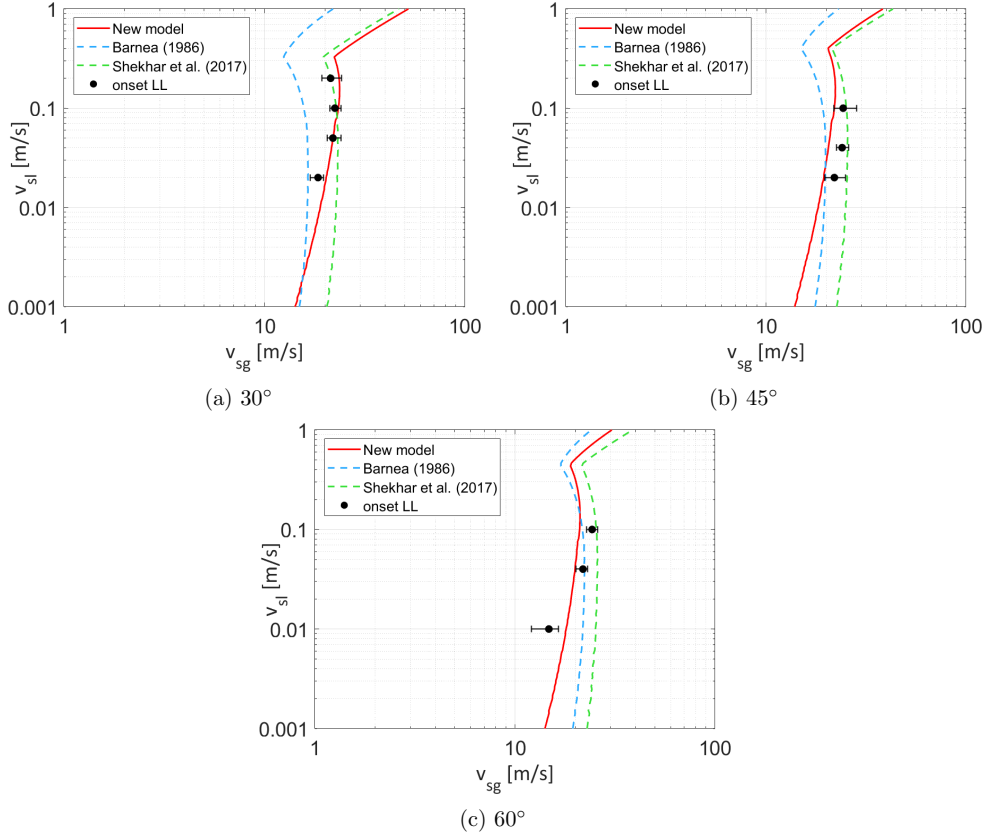 1
0.1
0.01
0.001
v_sl [m/s]
New model
Barnea (1986)
Shekhar et al. (2017)
onset LL
1 10 100
v_sg [m/s]
(a) 30°
1
0.1
0.01
0.001
v_sl [m/s]
New model
Barnea (1986)
Shekhar et al. (2017)
onset LL
1 10 100
v_sg [m/s]
(b) 45°
1
0.1
0.01
0.001
v_sl [m/s]
New model
Barnea (1986)
Shekhar et al. (2017)
onset LL
1 10 100
v_sg [m/s]
(c) 60°